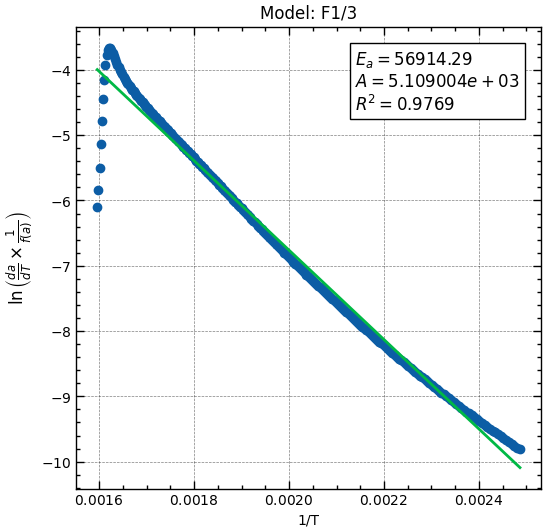 Model: F1/3
E_a = 56914.29
A = 5.109004e + 03
R^2 = 0.9769
−4
−5
−6
−7
−8
−9
−10
ln(da/dT × 1/f(a))
0.0016 0.0018 0.0020 0.0022 0.0024
1/T